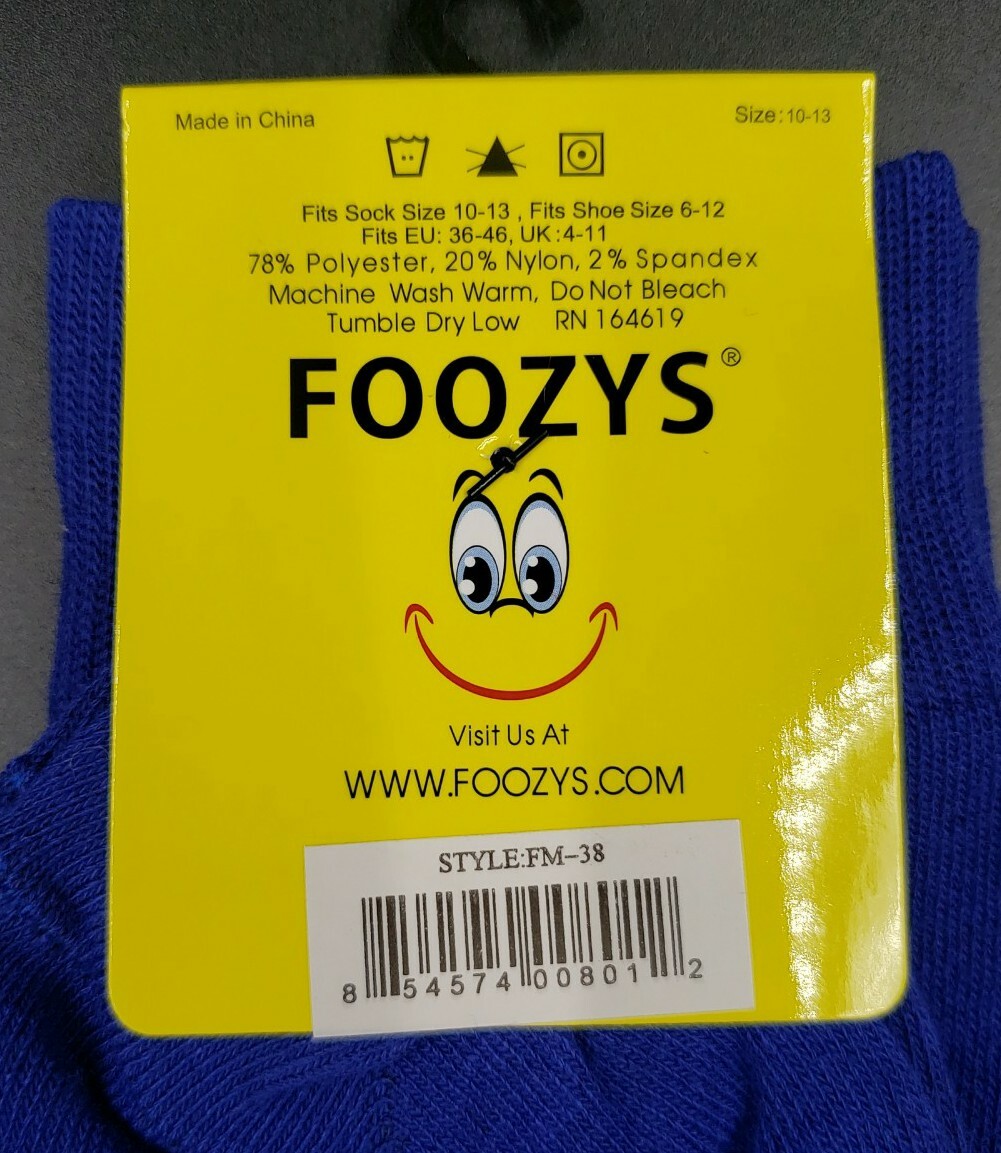 Made in China
Size:10-13
Fits Sock Size 10-13 , Fits Shoe Size 6-12
Fits EU: 36-46, UK:4-11
78% Polyester, 20% Nylon, 2% Spandex
Machine Wash Warm, Do Not Bleach
Tumble Dry Low RN 164619
FOOZYS®
Visit Us At
WWW.FOOZYS.COM
STYLE:FM-38
8 54574 00801 2